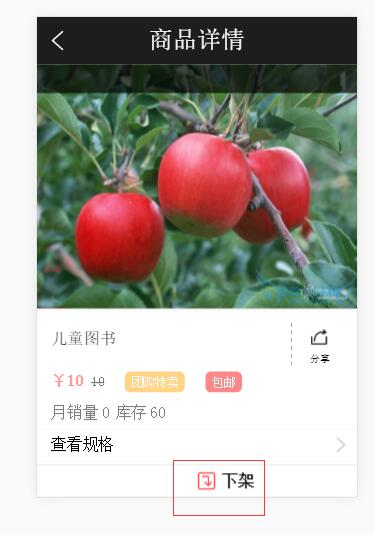 商品详情
儿童图书
分享
￥10 10 团购特卖 包邮
月销量 0 库存 60
查看规格
下架